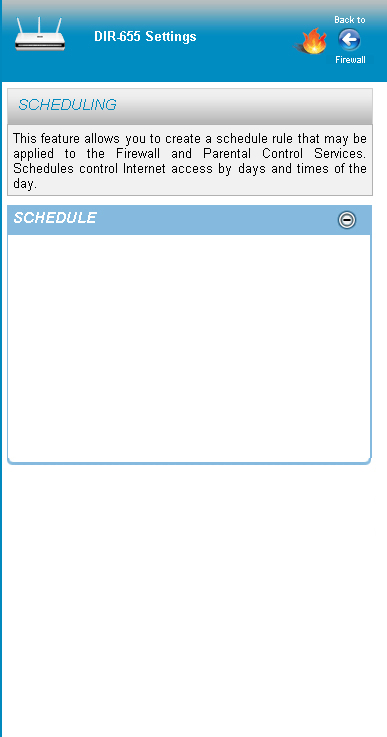 Back to
DIR-655 Settings
Firewall
SCHEDULING
This feature allows you to create a schedule rule that may be
applied to the Firewall and Parental Control Services.
Schedules control Internet access by days and times of the
day.
SCHEDULE